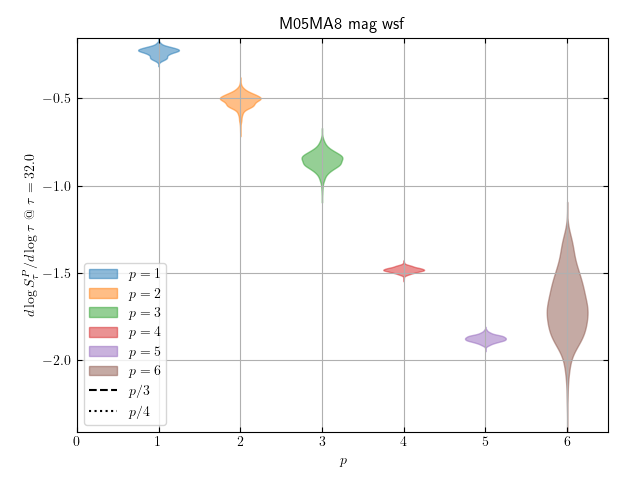 M05MA8 mag wsf
d log S_τ^P / d log τ @ τ = 32.0
−0.5
−1.0
−1.5
−2.0
p = 1
p = 2
p = 3
p = 4
p = 5
p = 6
p/3
p/4
0 1 2 3 4 5 6
p